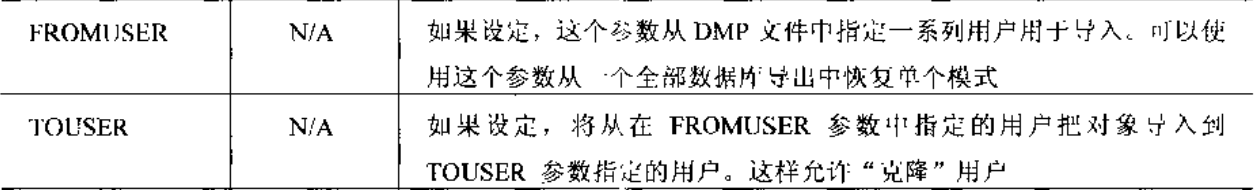 FROMUSER N/A 如果设定，这个参数从 DMP 文件中指定一系列用户用于导入。可以使
用这个参数从一个全部数据库导出中恢复单个模式
TOUSER N/A 如果设定，将从在 FROMUSER 参数中指定的用户把对象导入到
TOUSER 参数指定的用户。这样允许“克隆”用户